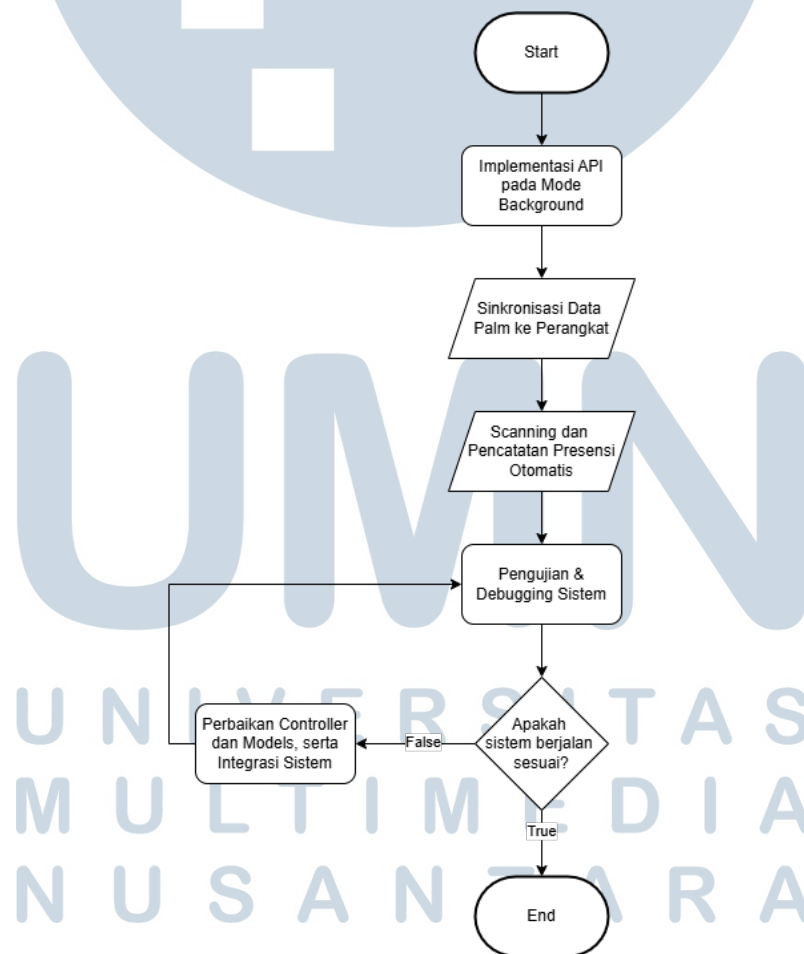 Start
Implementasi API
pada Mode
Background
Sinkronisasi Data
Palm ke Perangkat
Scanning dan
Pencatatan Presensi
Otomatis
Pengujian &
Debugging Sistem
Apakah
sistem berjalan
sesuai?
False
Perbaikan Controller
dan Models, serta
Integrasi Sistem
True
End
UMN
UNIVERSITAS
MULTIMEDIA
NUSANTARA